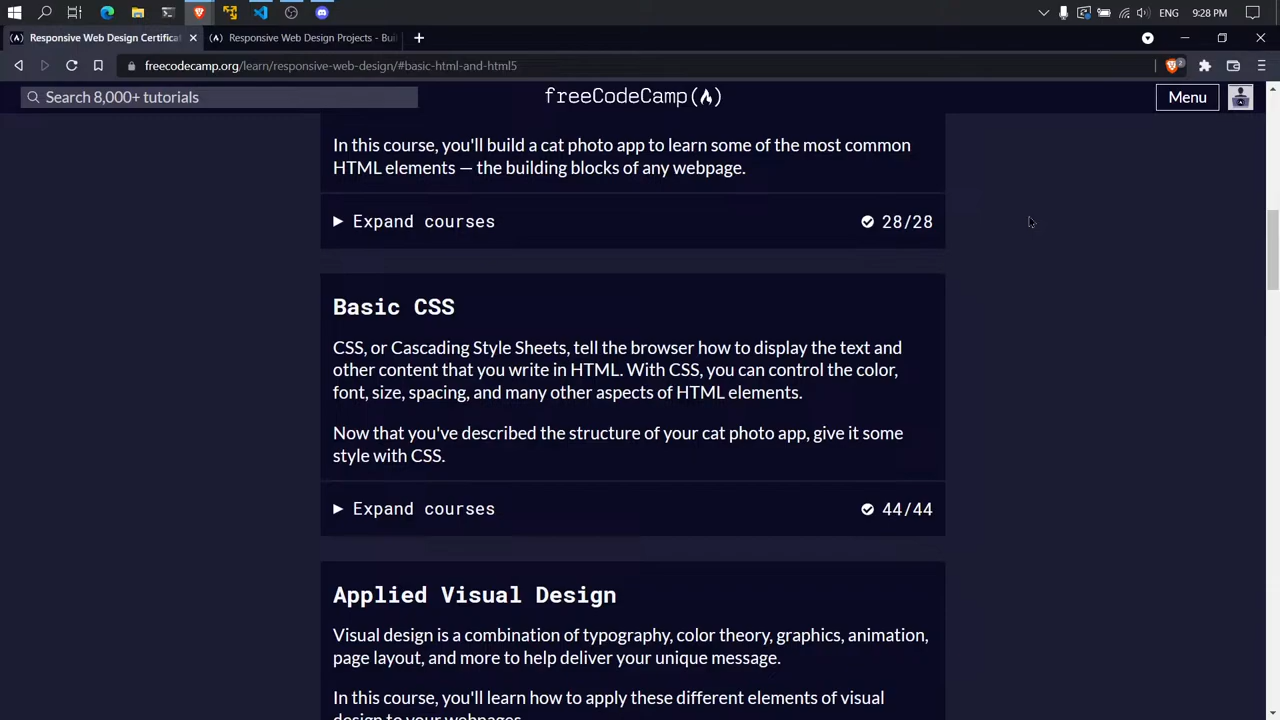 ENG 9:28 PM
Responsive Web Design Certifica
Responsive Web Design Projects - Bui
freecodecamp.org/learn/responsive-web-design/#basic-html-and-html5
2
Search 8,000+ tutorials
freeCodeCamp
Menu
In this course, you'll build a cat photo app to learn some of the most common
HTML elements — the building blocks of any webpage.
Expand courses
28/28
Basic CSS
CSS, or Cascading Style Sheets, tell the browser how to display the text and
other content that you write in HTML. With CSS, you can control the color,
font, size, spacing, and many other aspects of HTML elements.
Now that you've described the structure of your cat photo app, give it some
style with CSS.
Expand courses
44/44
Applied Visual Design
Visual design is a combination of typography, color theory, graphics, animation,
page layout, and more to help deliver your unique message.
In this course, you'll learn how to apply these different elements of visual
design to your webpages.